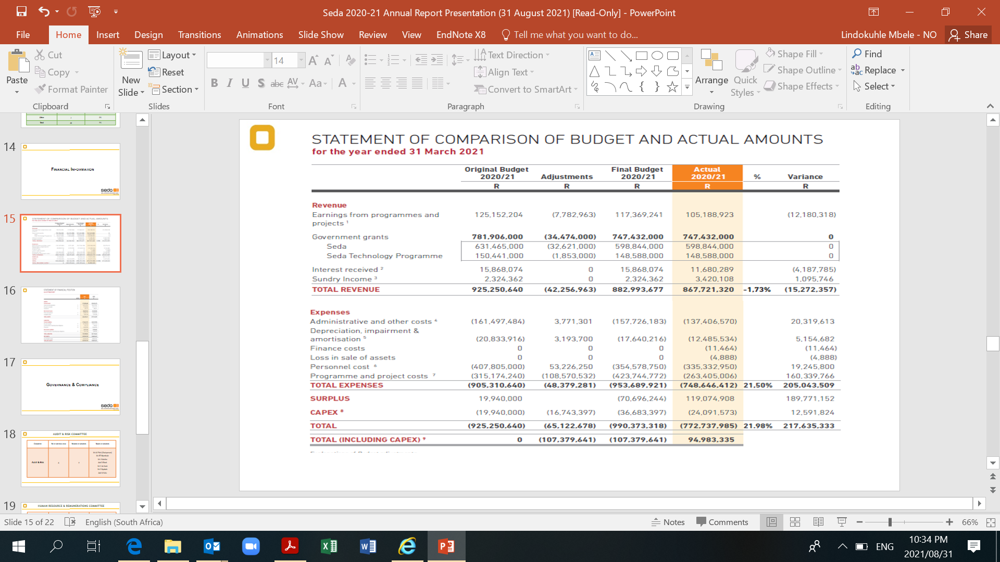 Seda 2020-21 Annual Report Presentation (31 August 2021) [Read-Only] - PowerPoint
File Home Insert Design Transitions Animations Slide Show Review View EndNote X8 Tell me what you want to do... Lindokuhle Mbele - NO Share
Paste
Cut
Copy
Format Painter
Clipboard
New Slide
Layout
Reset
Section
Slides
14
B I U S abc AV Aa A
Font
Text Direction
Align Text
Convert to SmartArt
Paragraph
Arrange
Quick Styles
Shape Fill
Shape Outline
Shape Effects
Drawing
Find
Replace
Select
Editing
Other
Total
14
FINANCIAL INFORMATION
seda
15
16
17
GOVERNANCE & COMPLIANCE
seda
18
AUDIT & RISK COMMITTEE
AUDIT & RISK
19
HUMAN RESOURCE & REMUNERATIONS COMMITTEE
STATEMENT OF COMPARISON OF BUDGET AND ACTUAL AMOUNTS
for the year ended 31 March 2021
Original Budget 2020/21 Adjustments Final Budget 2020/21 Actual 2020/21 % Variance
R R R R R
Revenue
Earnings from programmes and projects 1 125,152,204 (7,782,963) 117,369,241 105,188,923 (12,180,318)
Government grants 781,906,000 (34,474,000) 747,432,000 747,432,000 0
Seda 631,465,000 (32,621,000) 598,844,000 598,844,000 0
Seda Technology Programme 150,441,000 (1,853,000) 148,588,000 148,588,000 0
Interest received 2 15,868,074 0 15,868,074 11,680,289 (4,187,785)
Sundry Income 3 2,324,362 0 2,324,362 3,420,108 1,095,746
TOTAL REVENUE 925,250,640 (42,256,963) 882,993,677 867,721,320 -1,73% (15,272,357)
Expenses
Administrative and other costs 4 (161,497,484) 3,771,301 (157,726,183) (137,406,570) 20,319,613
Depreciation, impairment & amortisation 5 (20,833,916) 3,193,700 (17,640,216) (12,485,534) 5,154,682
Finance costs 0 0 0 (11,464) (11,464)
Loss in sale of assets 0 0 0 (4,888) (4,888)
Personnel cost 6 (407,805,000) 53,226,250 (354,578,750) (335,332,950) 19,245,800
Programme and project costs 7 (315,174,240) (108,570,532) (423,744,772) (263,405,006) 160,339,766
TOTAL EXPENSES (905,310,640) (48,379,281) (953,689,921) (748,646,412) 21,50% 205,043,509
SURPLUS 19,940,000 (70,696,244) 119,074,908 189,771,152
CAPEX 8 (19,940,000) (16,743,397) (36,683,397) (24,091,573) 12,591,824
TOTAL (925,250,640) (65,122,678) (990,373,318) (772,737,985) 21.98% 217,635,333
TOTAL (INCLUDING CAPEX) 9 0 (107,379,641) (107,379,641) 94,983,335
Slide 15 of 22 English (South Africa) Notes Comments 66%
ENG
10:34 PM
2021/08/31